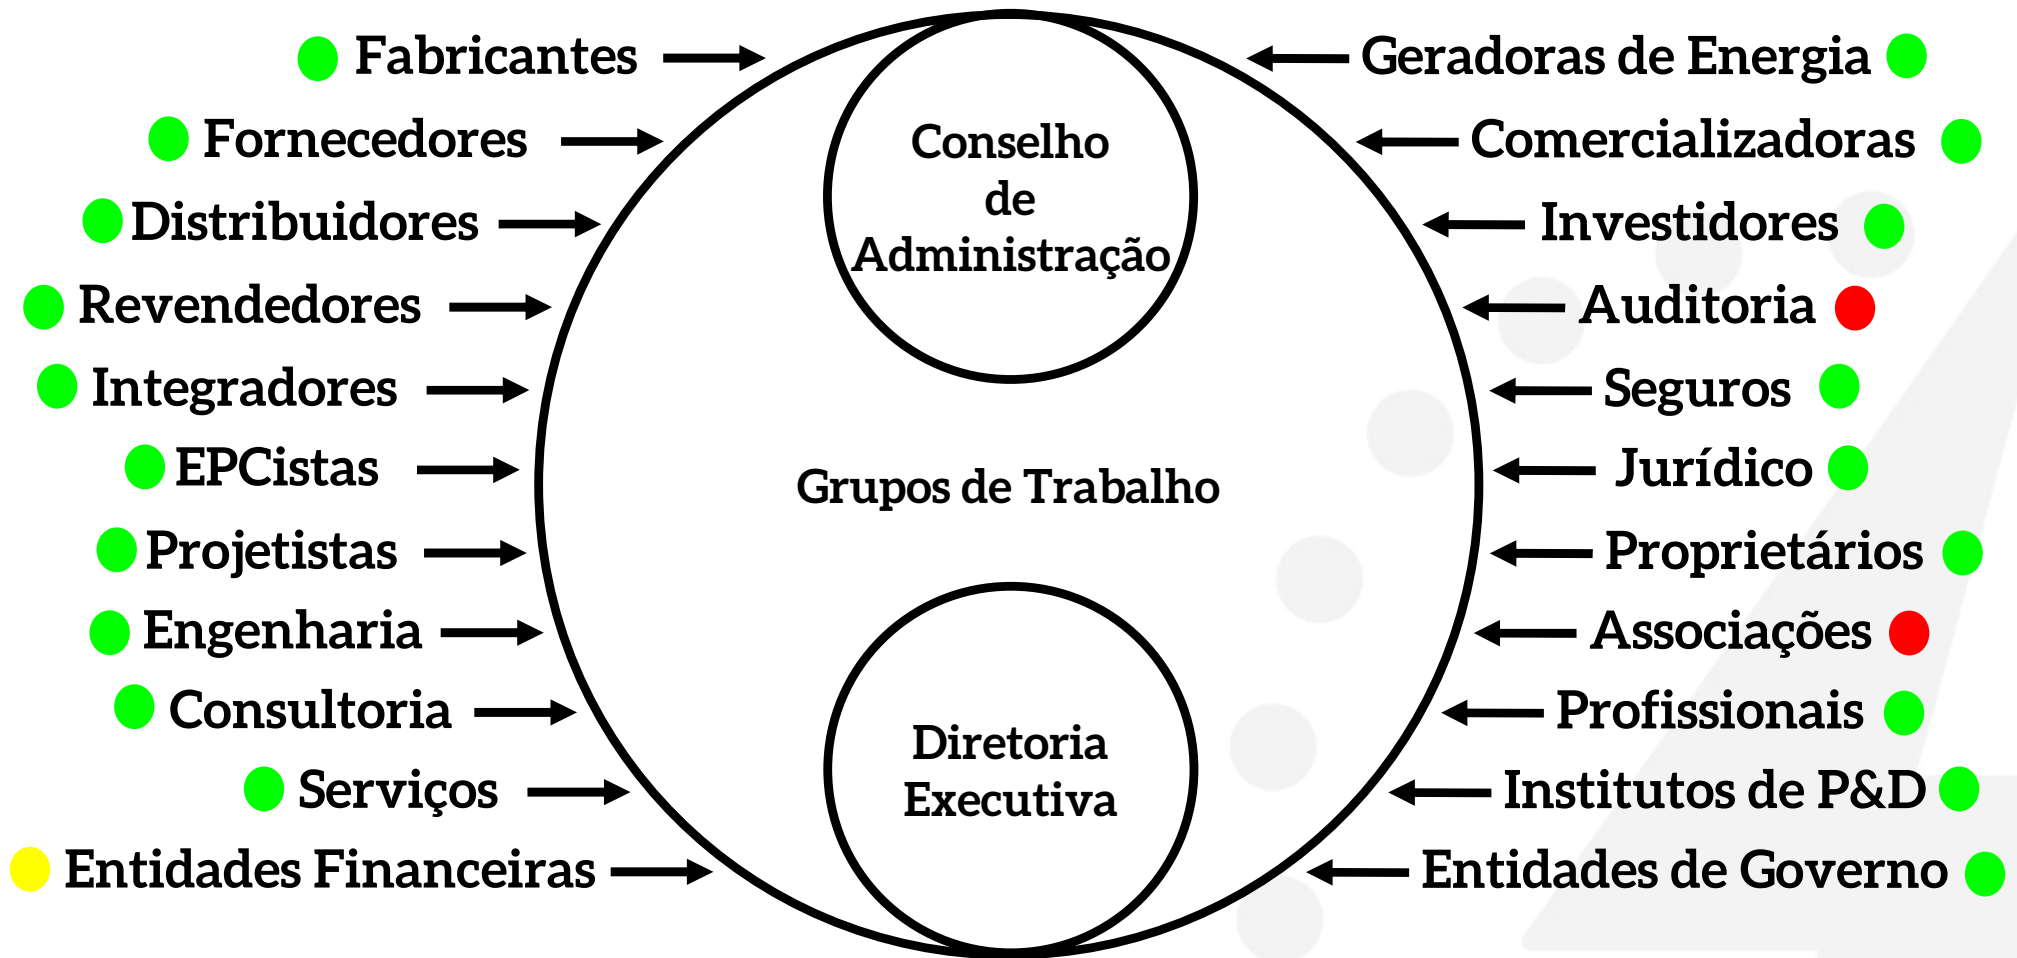 Fabricantes
Fornecedores
Distribuidores
Revendedores
Integradores
EPCistas
Projetistas
Engenharia
Consultoria
Serviços
Entidades Financeiras
Conselho
de
Administração
Grupos de Trabalho
Diretoria
Executiva
Geradoras de Energia
Comercializadoras
Investidores
Auditoria
Seguros
Jurídico
Proprietários
Associações
Profissionais
Institutos de P&D
Entidades de Governo